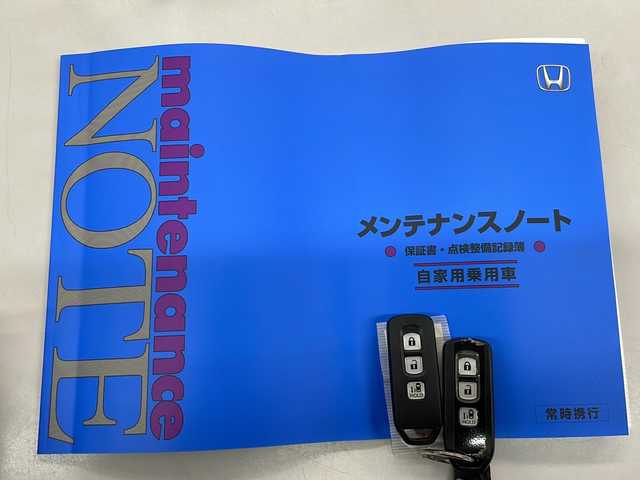 maintenance
NOTE
メンテナンスノート
保証書・点検整備記録簿
自家用乗用車
常時携行
HOLD
HOLD